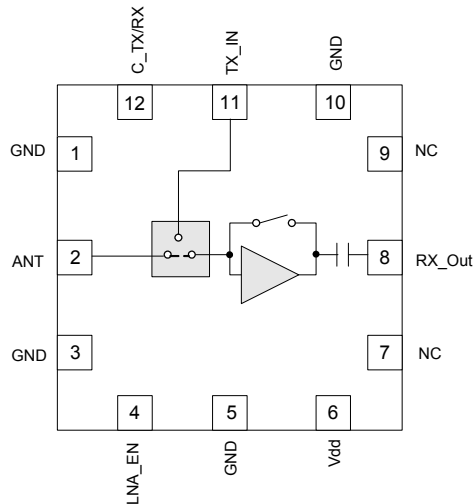 C_TX/RX
TX_IN
GND
12
11
10
GND
1
9
NC
ANT
2
8
RX_Out
GND
3
7
NC
4
5
6
LNA_EN
GND
Vdd